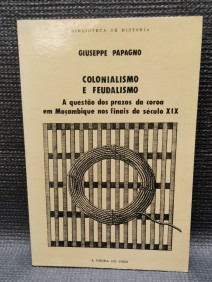 BIBLIOTECA DE HISTORIA
GIUSEPPE PAPAGNO
COLONIALISMO
E FEUDALISMO
A questão dos prazos da coroa
em Moçambique nos finais do século XIX
A REGRA DO JOGO